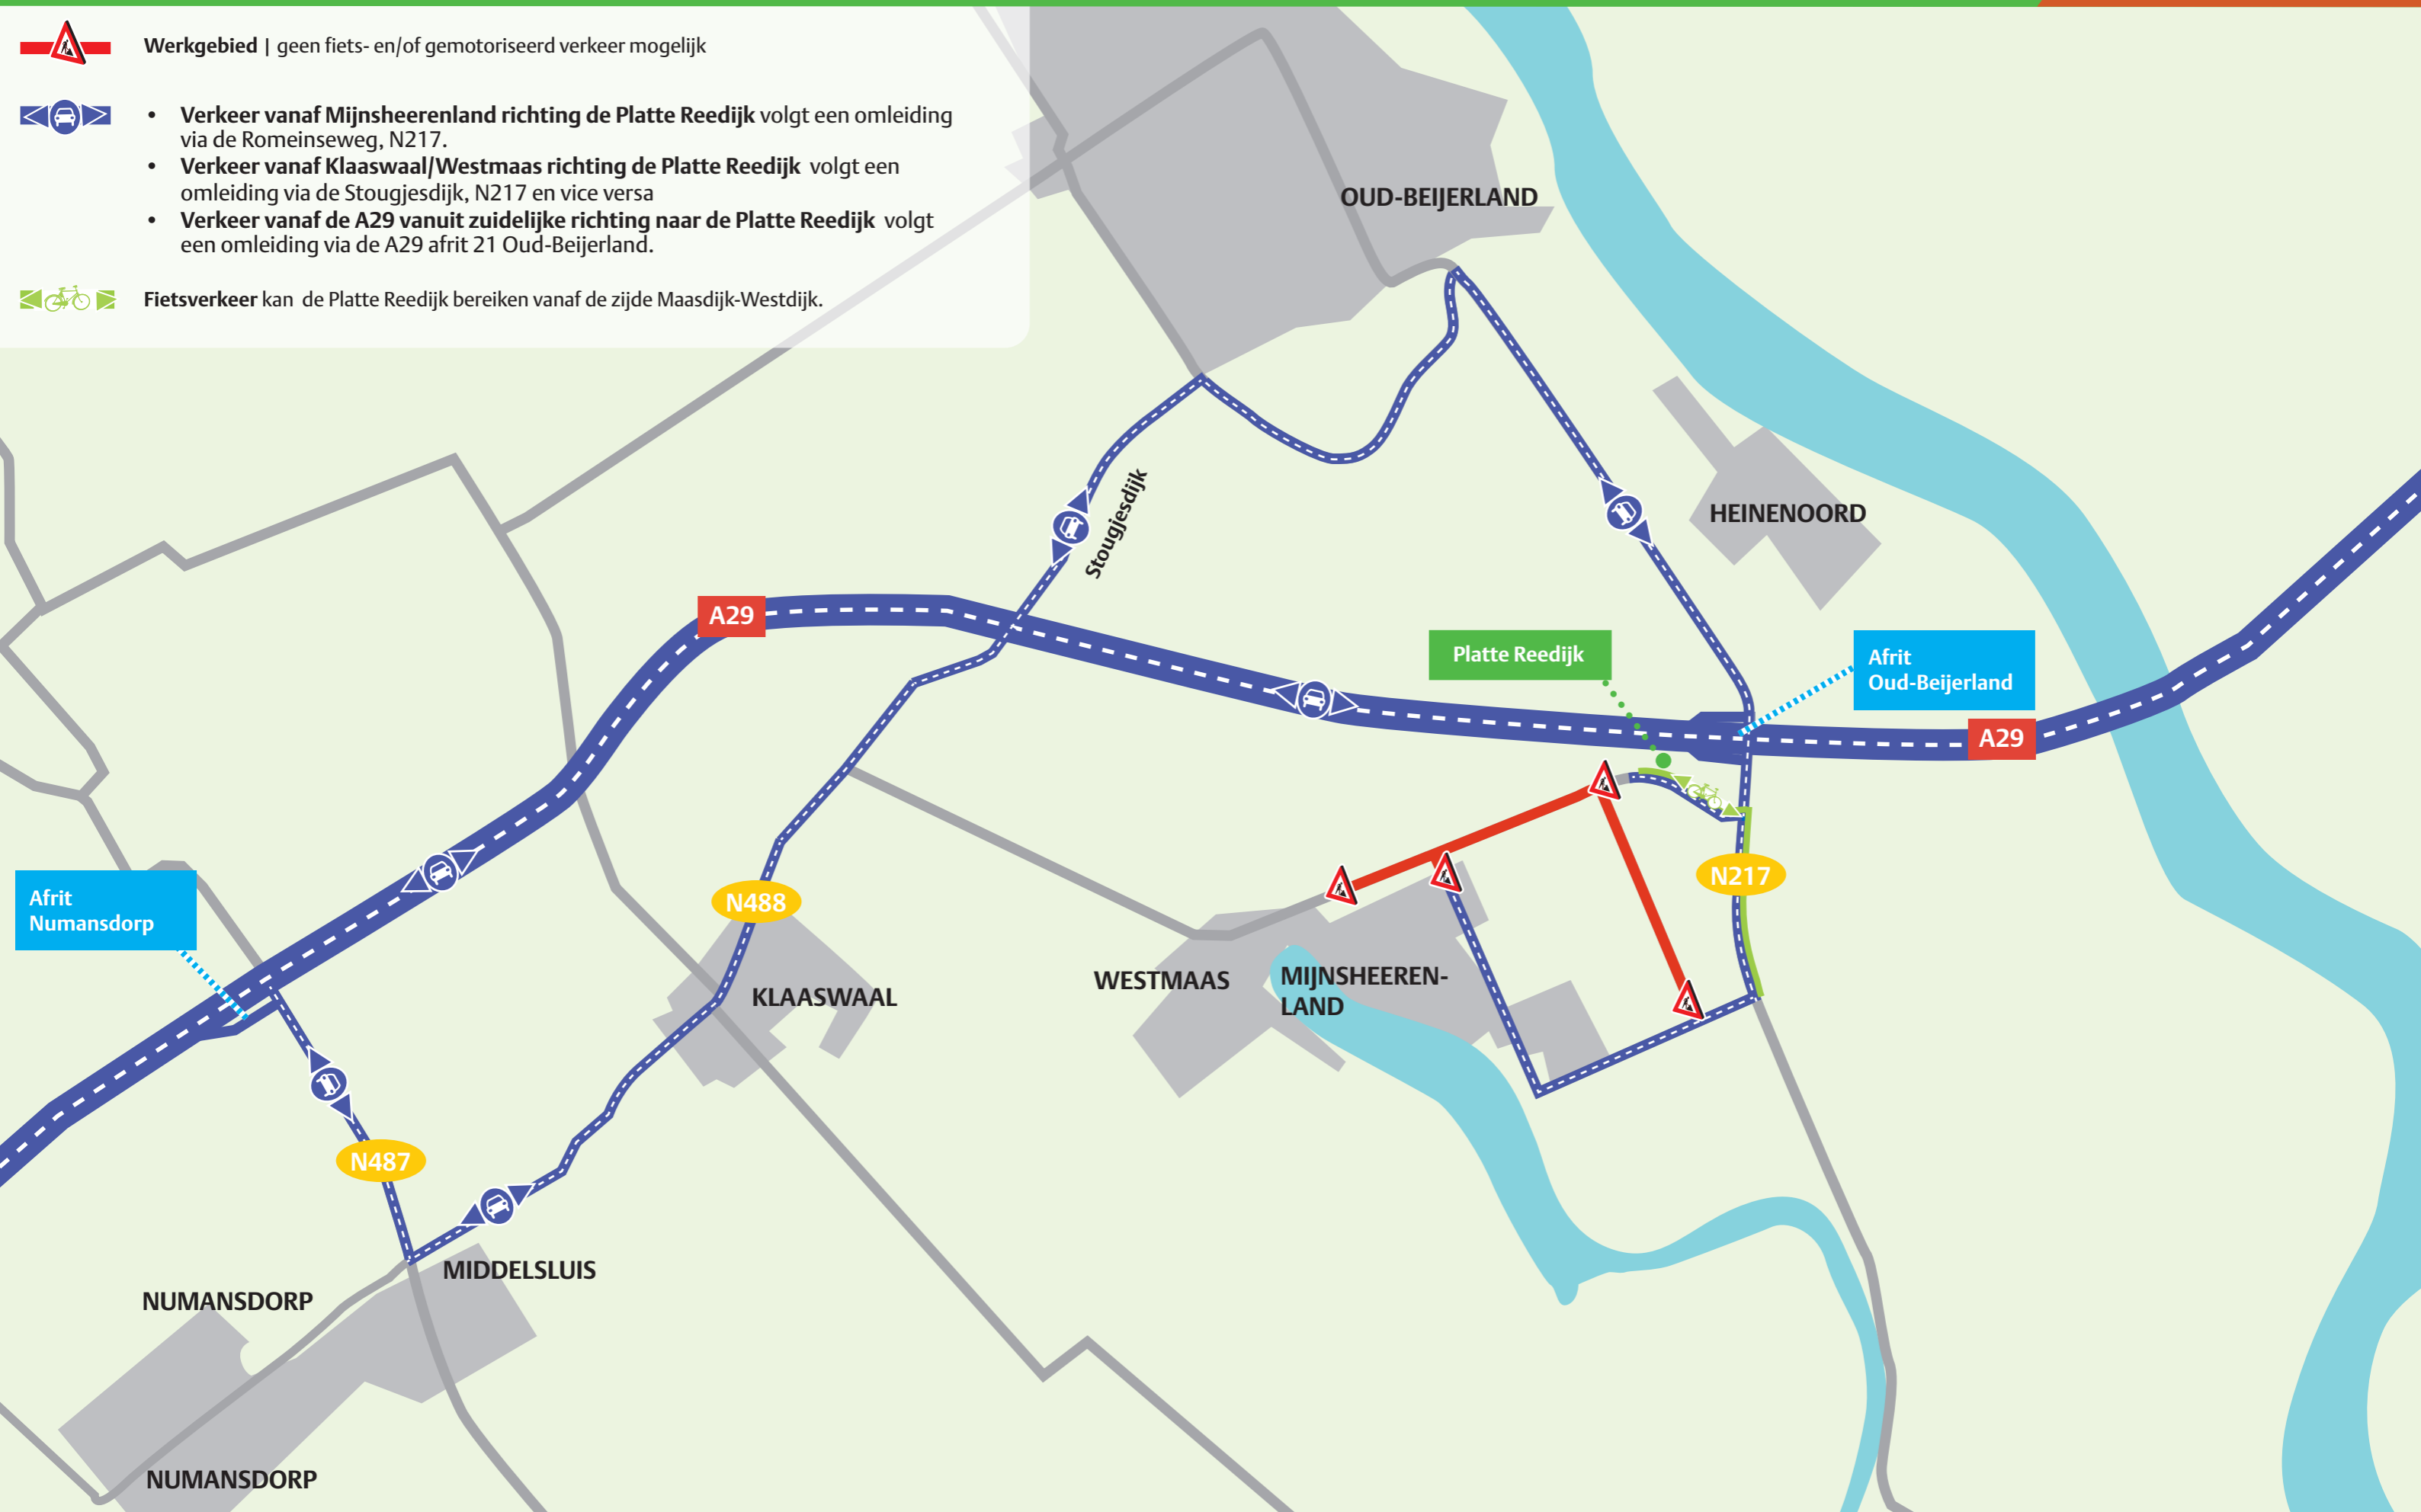 Werkgebied | geen fiets- en/of gemotoriseerd verkeer mogelijk
• Verkeer vanaf Mijnsheerenland richting de Platte Reedijk volgt een omleiding
via de Romeinseweg, N217.
• Verkeer vanaf Klaaswaal/Westmaas richting de Platte Reedijk volgt een
omleiding via de Stougjesdijk, N217 en vice versa
• Verkeer vanaf de A29 vanuit zuidelijke richting naar de Platte Reedijk volgt
een omleiding via de A29 afrit 21 Oud-Beijerland.
Fietsverkeer kan de Platte Reedijk bereiken vanaf de zijde Maasdijk-Westdijk.
OUD-BEIJERLAND
HEINENOORD
Stougjesdijk
A29
Platte Reedijk
Afrit
Oud-Beijerland
A29
N217
N488
Afrit
Numansdorp
WESTMAAS
MIJNSHEEREN-
LAND
KLAASWAAL
N487
MIDDELSLUIS
NUMANSDORP
NUMANSDORP